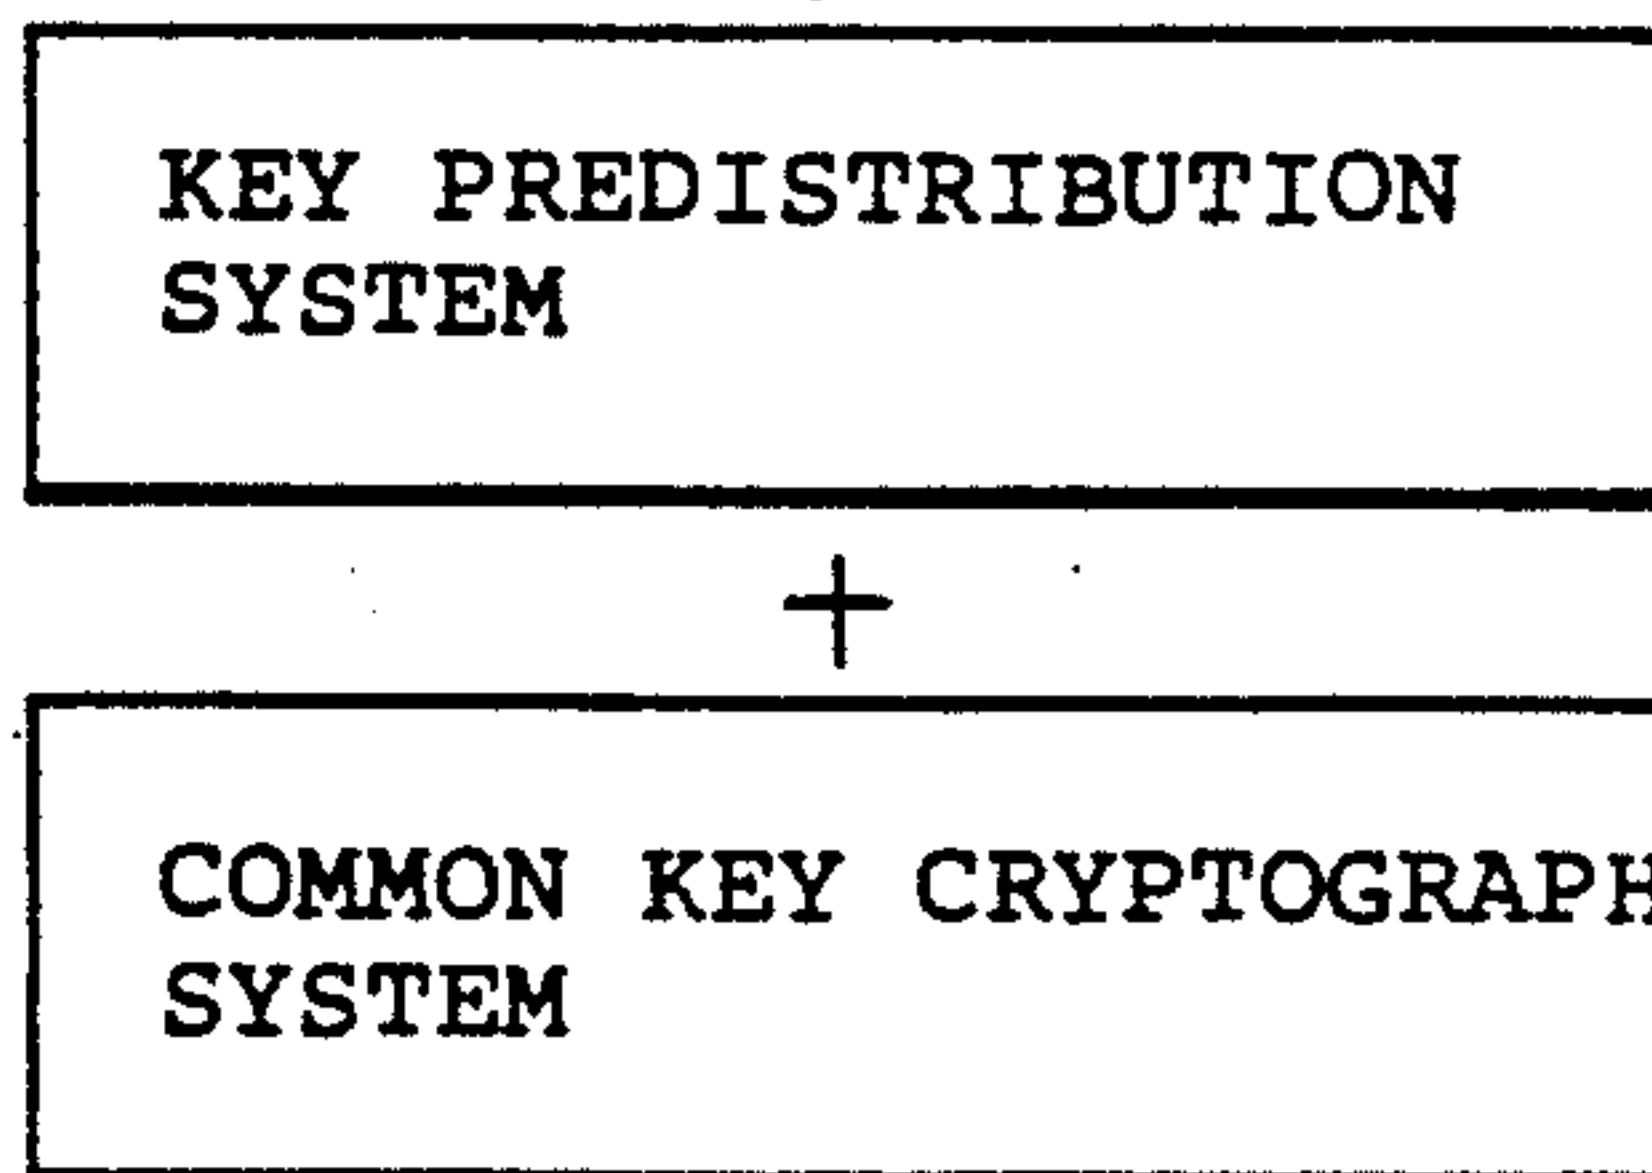 KEY PREDISTRIBUTION
SYSTEM
+
COMMON KEY CRYPTOGRAPH
SYSTEM